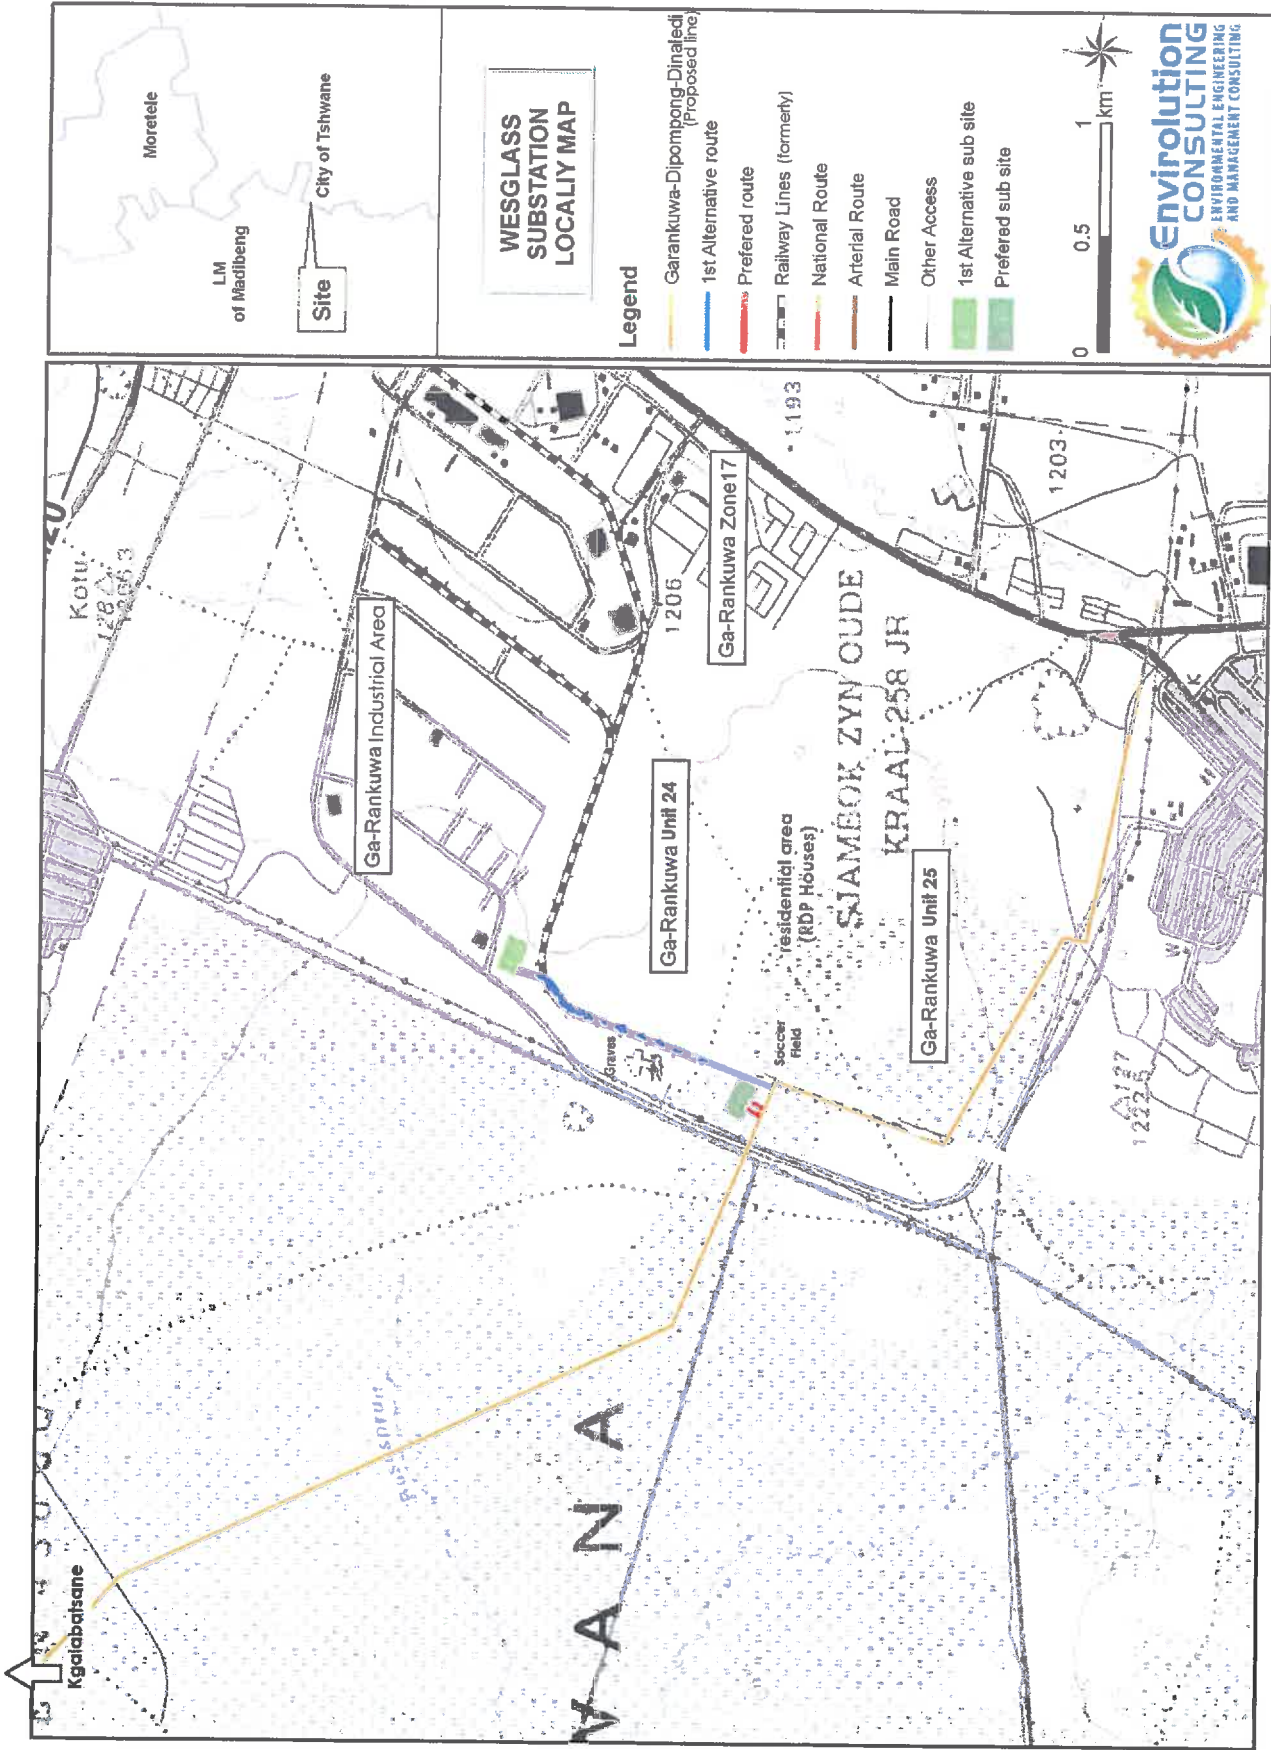 Moretele
LM
of Madibeng
City of Tshwane
Site
WESGLASS
SUBSTATION
LOCALIY MAP
Legend
Garankuwa-Dipompong-Dinaledi
(Proposed line)
1st Alternative route
Prefered route
Railway Lines (formerly)
National Route
Arterial Route
Main Road
Other Access
1st Alternative sub site
Prefered sub site
0 0.5 1
km
Envirolution
CONSULTING
ENVIRONMENTAL ENGINEERING
AND MANAGEMENT CONSULTING
Kgalabatsane
Ga-Rankuwa Industrial Area
Ga-Rankuwa Zone17
Ga-Rankuwa Unit 24
Ga-Rankuwa Unit 25
residential area
(RDP Houses)
Soccer
Field
Graves
SJAMBOK ZYN OUDE
KRAAL 258 JR
1206
1193
1203